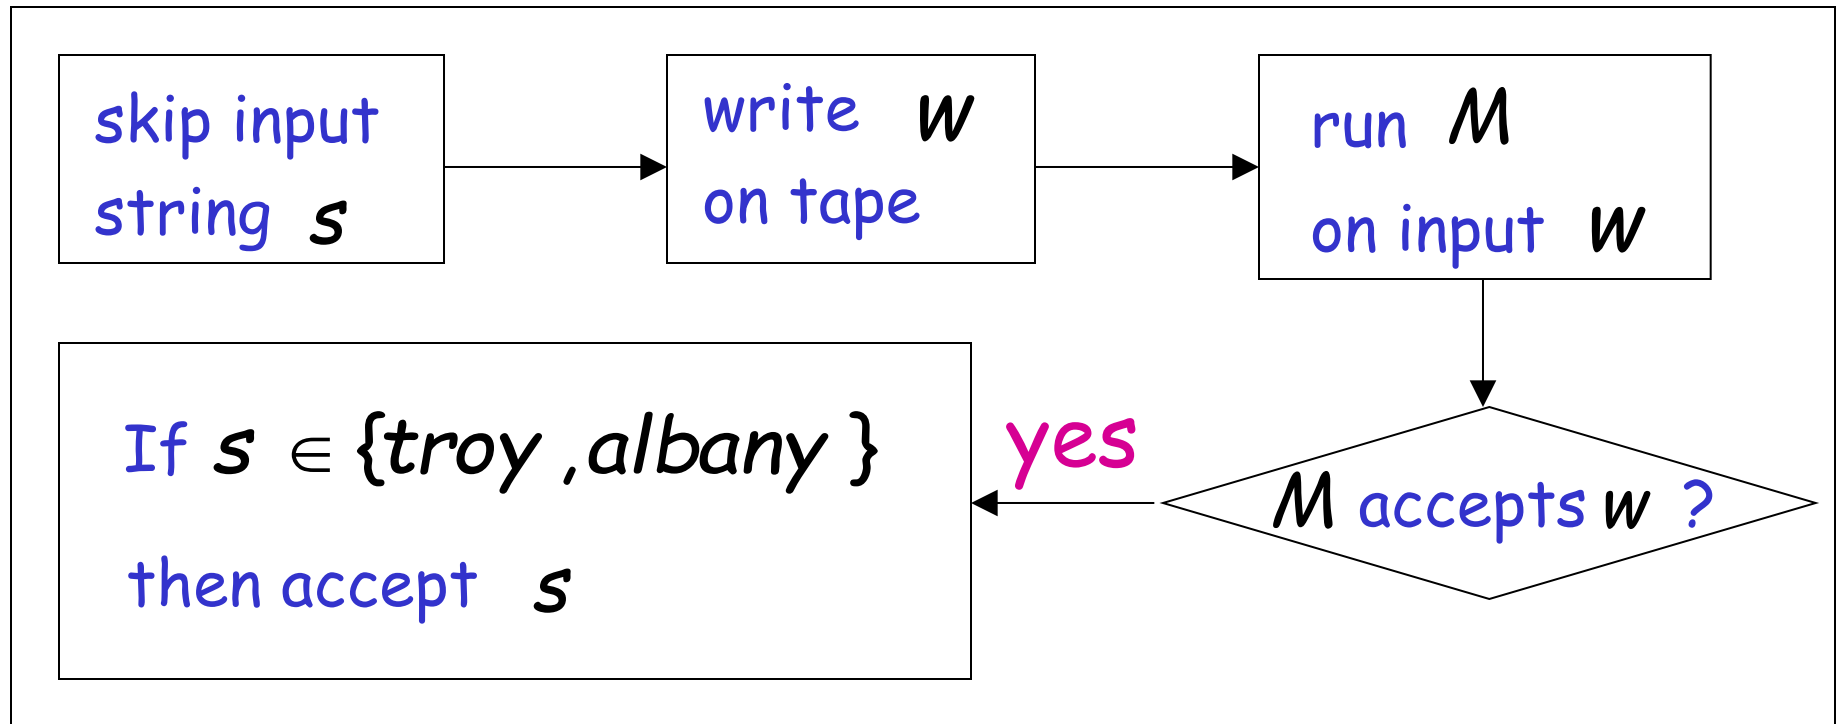 skip input
string s
write w
on tape
run M
on input w
M accepts w ?
yes
If s ∈ {troy ,albany }
then accept s